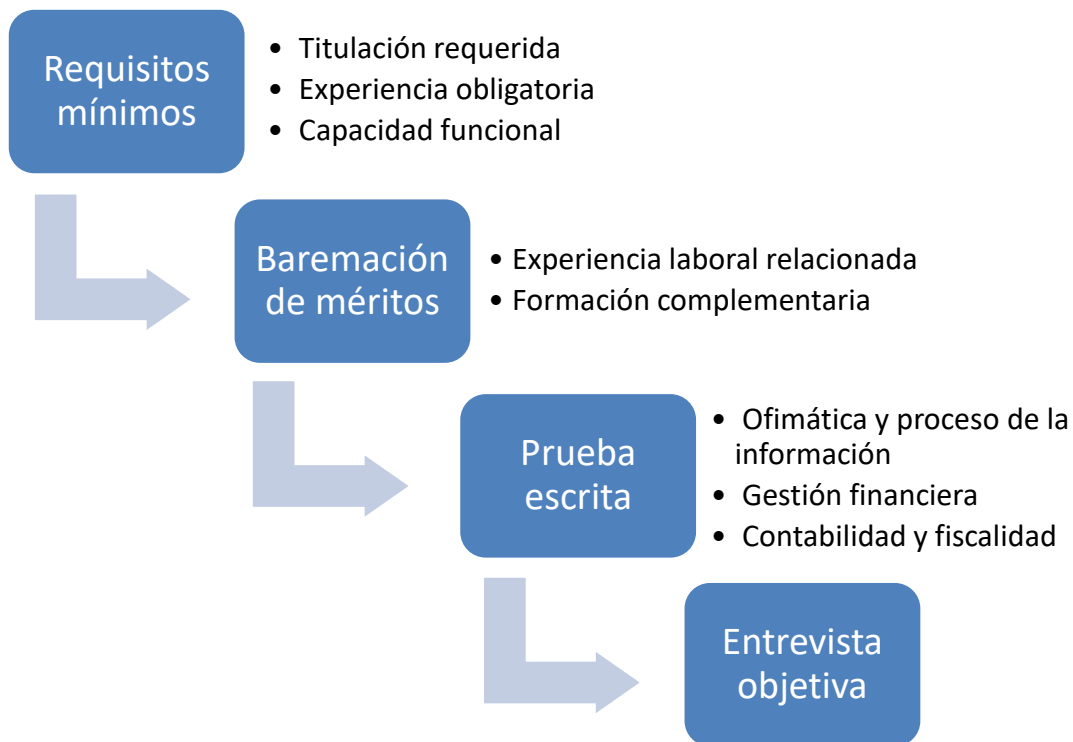 Requisitos
mínimos
• Titulación requerida
• Experiencia obligatoria
• Capacidad funcional
Baremación
de méritos
• Experiencia laboral relacionada
• Formación complementaria
Prueba
escrita
• Ofimática y proceso de la
información
• Gestión financiera
• Contabilidad y fiscalidad
Entrevista
objetiva